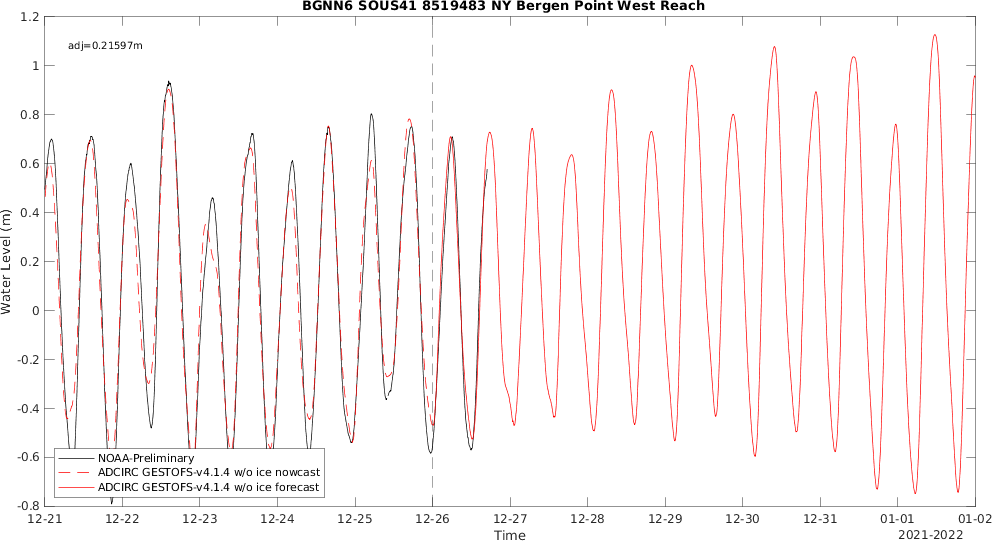 BGNN6 SOUS41 8519483 NY Bergen Point West Reach
adj=0.21597m
1.2
1
0.8
0.6
0.4
0.2
0
-0.2
-0.4
-0.6
-0.8
Water Level (m)
NOAA-Preliminary
ADCIRC GESTOFS-v4.1.4 w/o ice nowcast
ADCIRC GESTOFS-v4.1.4 w/o ice forecast
12-21 12-22 12-23 12-24 12-25 12-26 12-27 12-28 12-29 12-30 12-31 01-01 01-02
Time
2021-2022